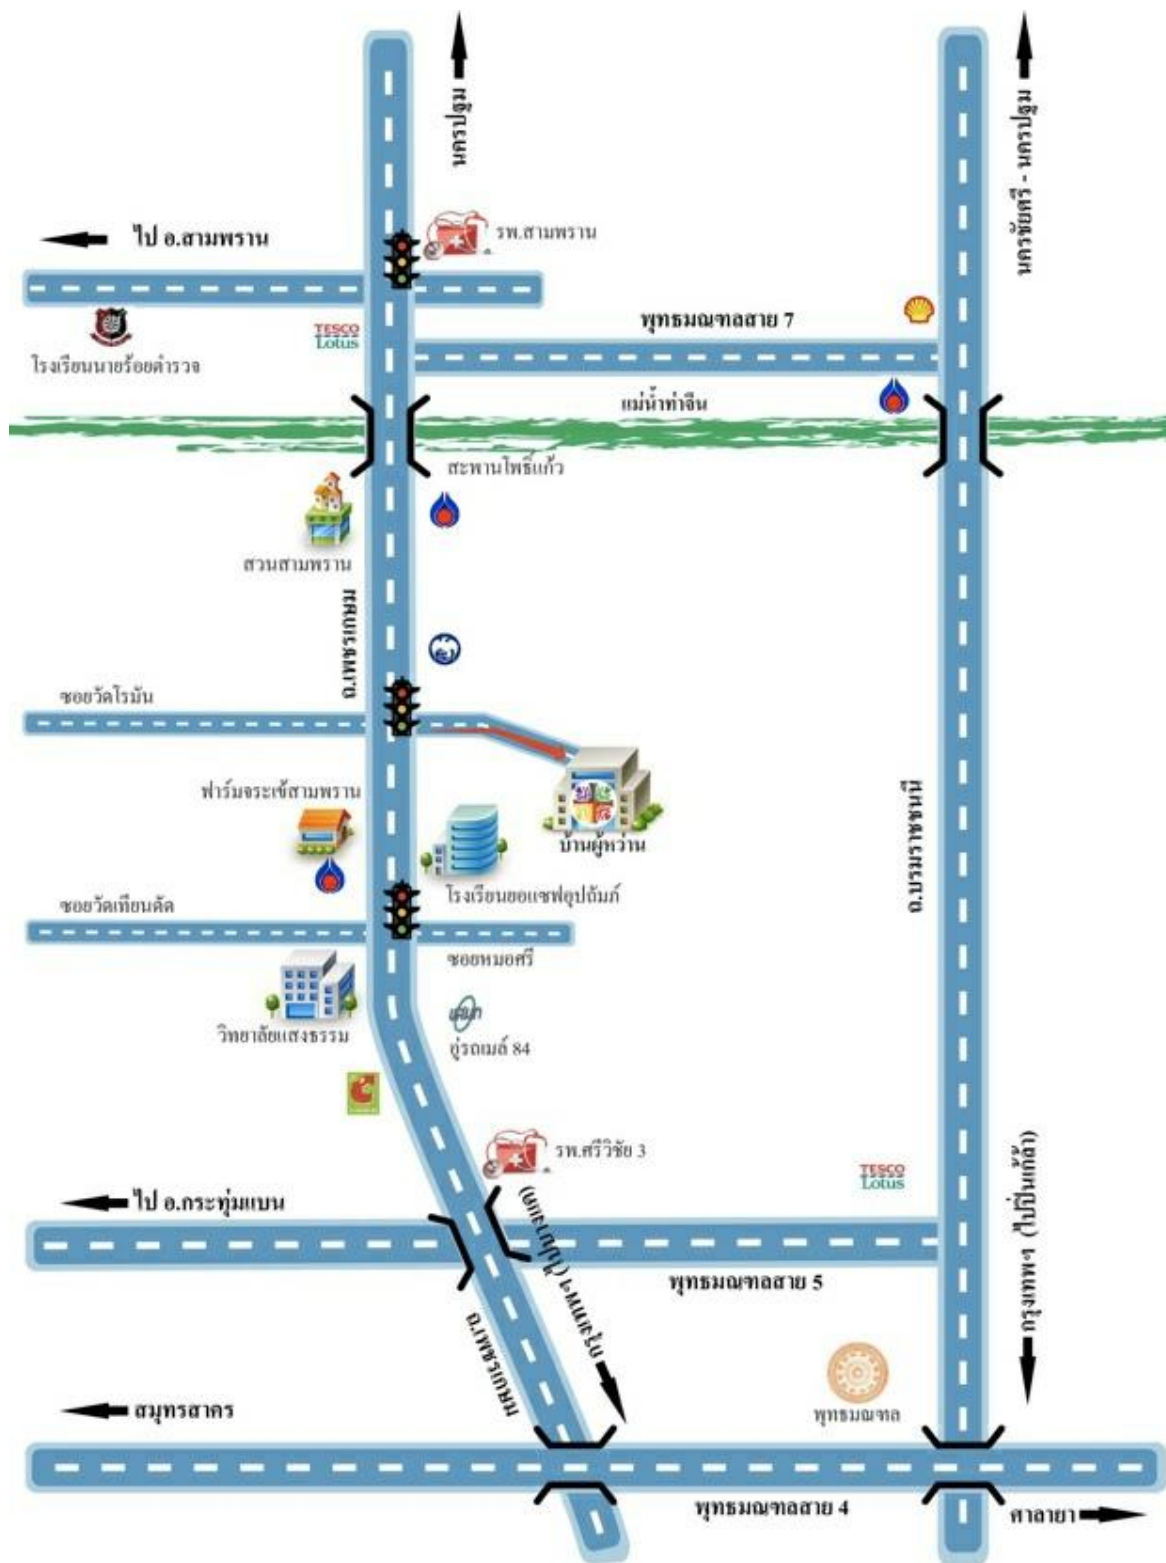 นครปฐม
นครชัยศรี - นครปฐม
ไป อ.สามพราน
รพ.สามพราน
พุทธมณฑลสาย 7
TESCO
Lotus
โรงเรียนนายร้อยตำรวจ
แม่น้ำท่าจีน
สะพานโพธิ์แก้ว
สวนสามพราน
ถ.เพชรเกษม
ซอยวัดโรมัน
ฟาร์มจระเข้สามพราน
บ้านผู้หว่าน
ถ.บรมราชชนนี
โรงเรียนยอแซฟอุปถัมภ์
ซอยวัดเทียนดัด
ซอยหมอศรี
วิทยาลัยแสงธรรม
อู่รถเมล์ 84
รพ.ศรีวิชัย 3
TESCO
Lotus
กรุงเทพฯ (ไปปิ่นเกล้า)
ไป อ.กระทุ่มแบน
กรุงเทพฯ (ไปบางแค)
พุทธมณฑลสาย 5
ถ.เพชรเกษม
พุทธมณฑล
สมุทรสาคร
พุทธมณฑลสาย 4
ศาลายา